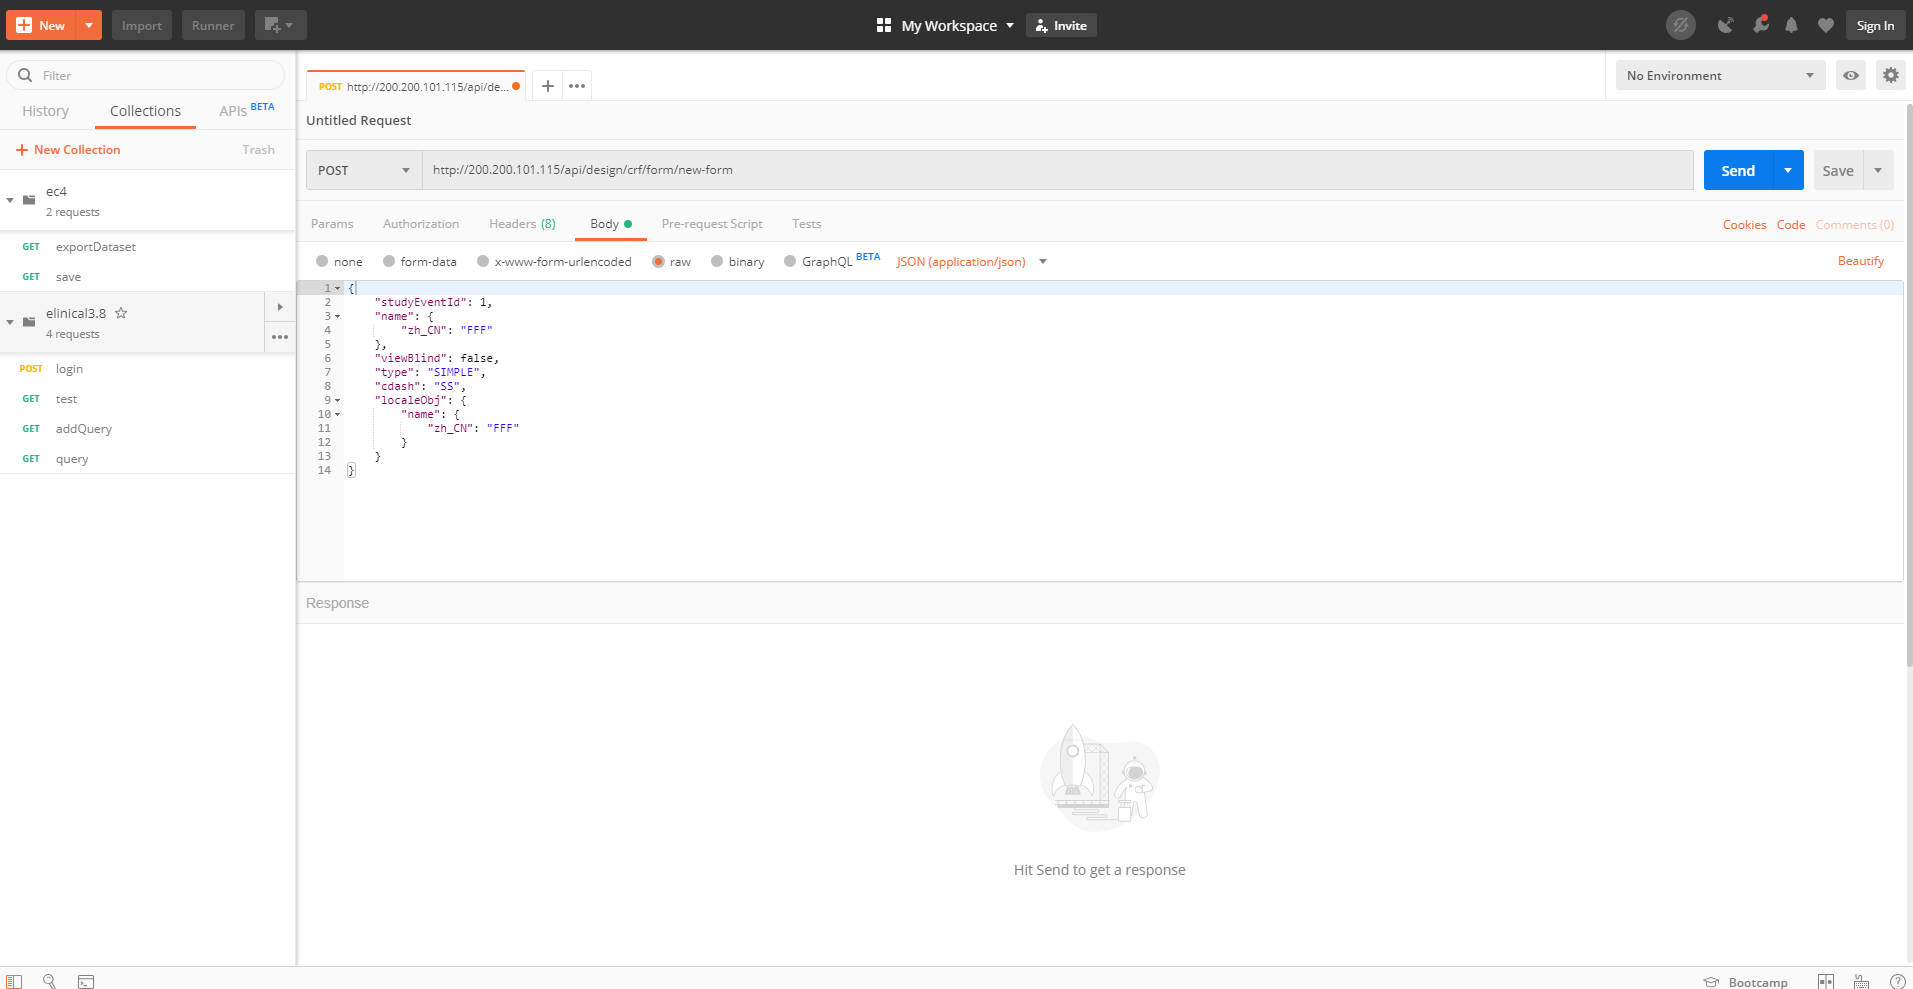 New
Import
Runner
My Workspace
Invite
Sign In
Filter
History
Collections
APIs BETA
New Collection
Trash
ec4
2 requests
GET exportDataset
GET save
elinical3.8
4 requests
POST login
GET test
GET addQuery
GET query
POST http://200.200.101.115/api/de...
No Environment
Untitled Request
POST
http://200.200.101.115/api/design/crf/form/new-form
Send
Save
Params
Authorization
Headers (8)
Body
Pre-request Script
Tests
Cookies
Code
Comments (0)
none
form-data
x-www-form-urlencoded
raw
binary
GraphQL BETA
JSON (application/json)
Beautify
1 {
2 "studyEventId": 1,
3 "name": {
4 "zh_CN": "FFF"
5 },
6 "viewBlind": false,
7 "type": "SIMPLE",
8 "cdash": "SS",
9 "localeObj": {
10 "name": {
11 "zh_CN": "FFF"
12 }
13 }
14 }
Response
Hit Send to get a response
Bootcamp